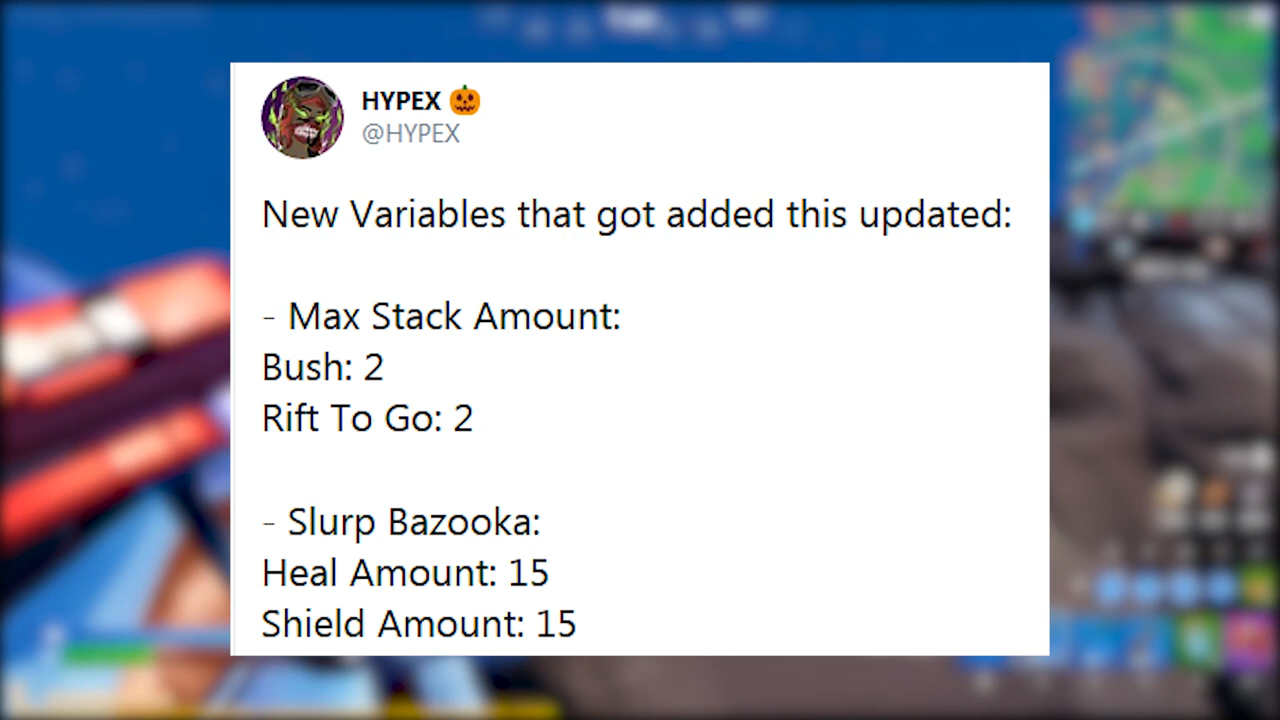 HYPEX 🎃
@HYPEX
New Variables that got added this updated:
- Max Stack Amount:
Bush: 2
Rift To Go: 2
- Slurp Bazooka:
Heal Amount: 15
Shield Amount: 15